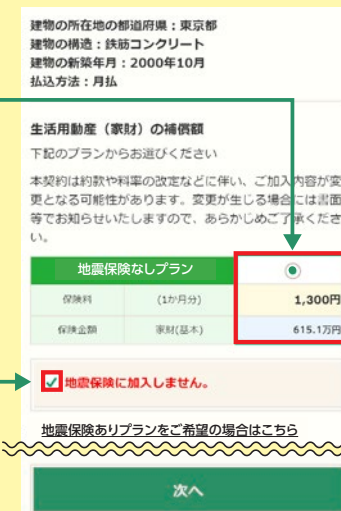 建物の所在地の都道府県：東京都
建物の構造：鉄筋コンクリート
建物の新築年月：2000年10月
払込方法：月払
生活用動産（家財）の補償額
下記のプランからお選びください
本契約は約款や料率の改定などに伴い、ご加入内容が変
更となる可能性があります。変更が生じる場合には書面
等でお知らせいたしますので、あらかじめご了承くださ
い。
地震保険なしプラン
保険料 (1か月分) 1,300円
保険金額 家財(基本) 615.1万円
地震保険に加入しません。
地震保険ありプランをご希望の場合はこちら
次へ